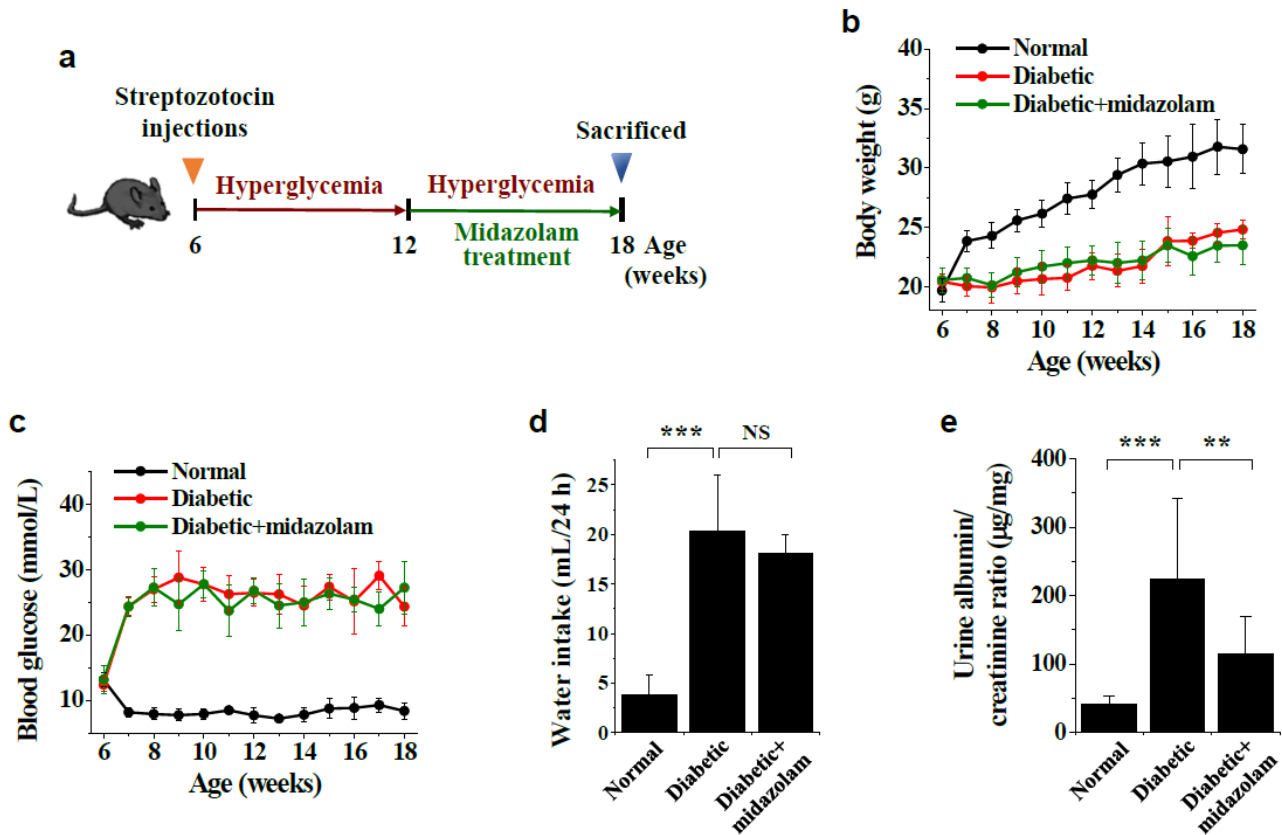 a
Streptozotocin
injections
Sacrificed
Hyperglycemia
Hyperglycemia
6
12
Midazolam
treatment
18 Age
(weeks)
b
Normal
Diabetic
Diabetic+midazolam
Body weight (g)
40
35
30
25
20
6 8 10 12 14 16 18
Age (weeks)
c
Normal
Diabetic
Diabetic+midazolam
Blood glucose (mmol/L)
40
30
20
10
6 8 10 12 14 16 18
Age (weeks)
d
*** NS
Water intake (mL/24 h)
25
20
15
10
5
0
Normal
Diabetic
Diabetic+
midazolam
e
*** **
Urine albumin/
creatinine ratio (μg/mg)
400
300
200
100
0
Normal
Diabetic
Diabetic+
midazolam